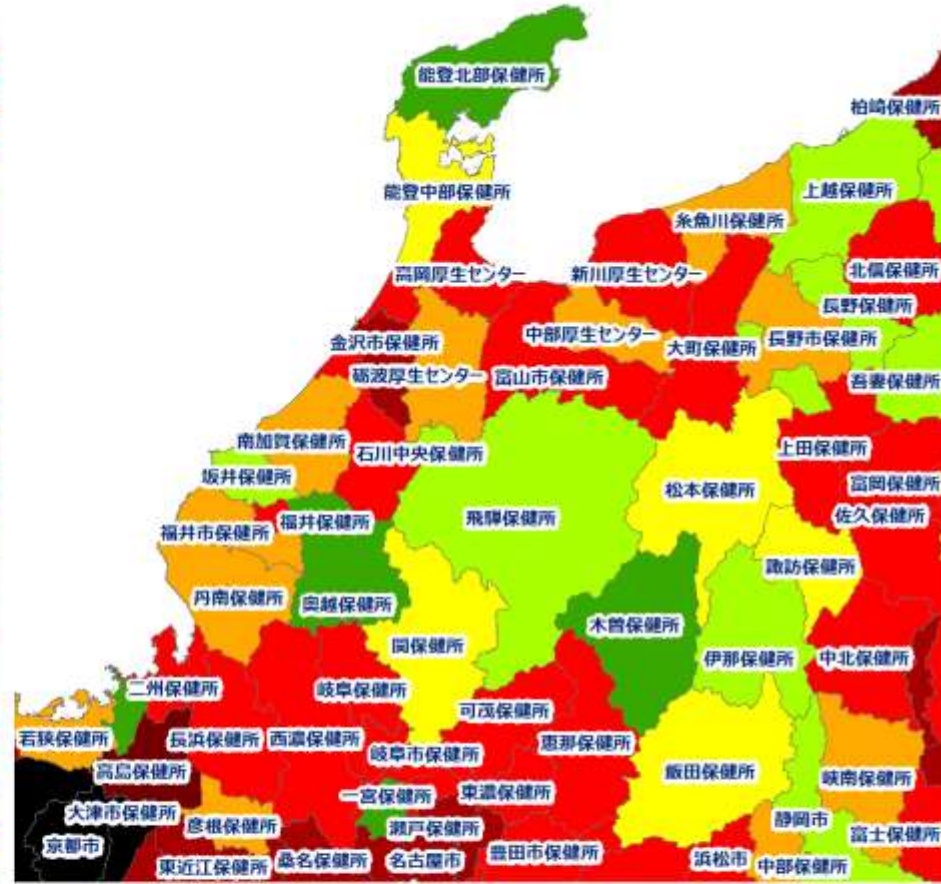 能登北部保健所
柏崎保健所
能登中部保健所
上越保健所
糸魚川保健所
高岡厚生センター
新川厚生センター
北信保健所
長野保健所
金沢市保健所
中部厚生センター
大町保健所
長野市保健所
砺波厚生センター
富山市保健所
吾妻保健所
南加賀保健所
石川中央保健所
上田保健所
坂井保健所
松本保健所
富岡保健所
福井市保健所
福井保健所
飛騨保健所
佐久保健所
諏訪保健所
丹南保健所
奥越保健所
木曽保健所
関保健所
伊那保健所
中北保健所
二州保健所
岐阜保健所
可茂保健所
若狭保健所
長浜保健所
西濃保健所
岐阜市保健所
恵那保健所
高島保健所
飯田保健所
峡南保健所
一宮保健所
東濃保健所
大津市保健所
彦根保健所
瀬戸保健所
静岡市
富士保健所
京都市
東近江保健所
桑名保健所
名古屋市
豊田市保健所
浜松市
中部保健所